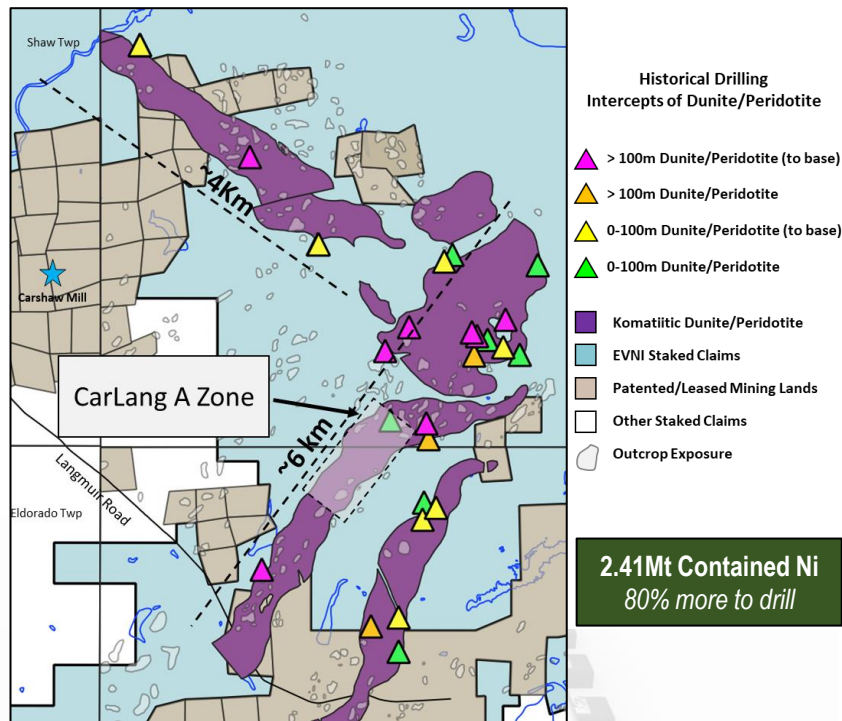 Shaw Twp
~4Km
Carshaw Mill
CarLang A Zone
~6 km
Langmuir Road
Eldorado Twp
Historical Drilling
Intercepts of Dunite/Peridotite
> 100m Dunite/Peridotite (to base)
> 100m Dunite/Peridotite
0-100m Dunite/Peridotite (to base)
0-100m Dunite/Peridotite
Komatiitic Dunite/Peridotite
EVNI Staked Claims
Patented/Leased Mining Lands
Other Staked Claims
Outcrop Exposure
2.41Mt Contained Ni
80% more to drill